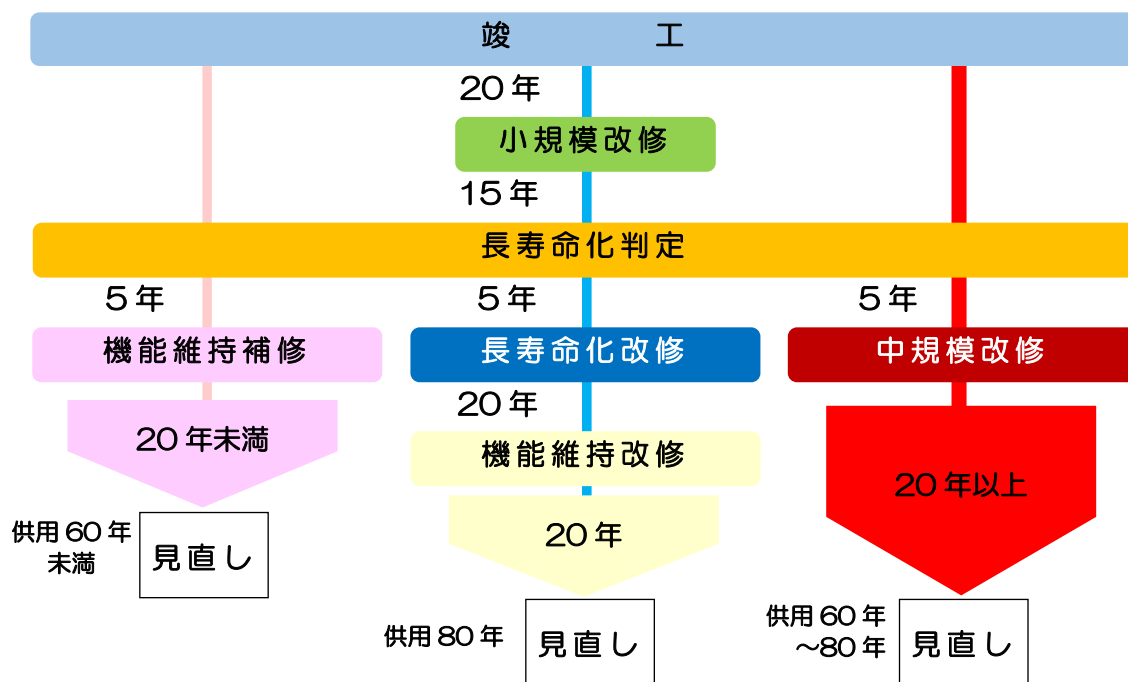 竣工
20年
小規模改修
15年
長寿命化判定
5年
5年
5年
機能維持補修
長寿命化改修
中規模改修
20年
20年未満
機能維持改修
20年以上
供用60年
未満
見直し
20年
供用80年
見直し
供用60年
～80年
見直し